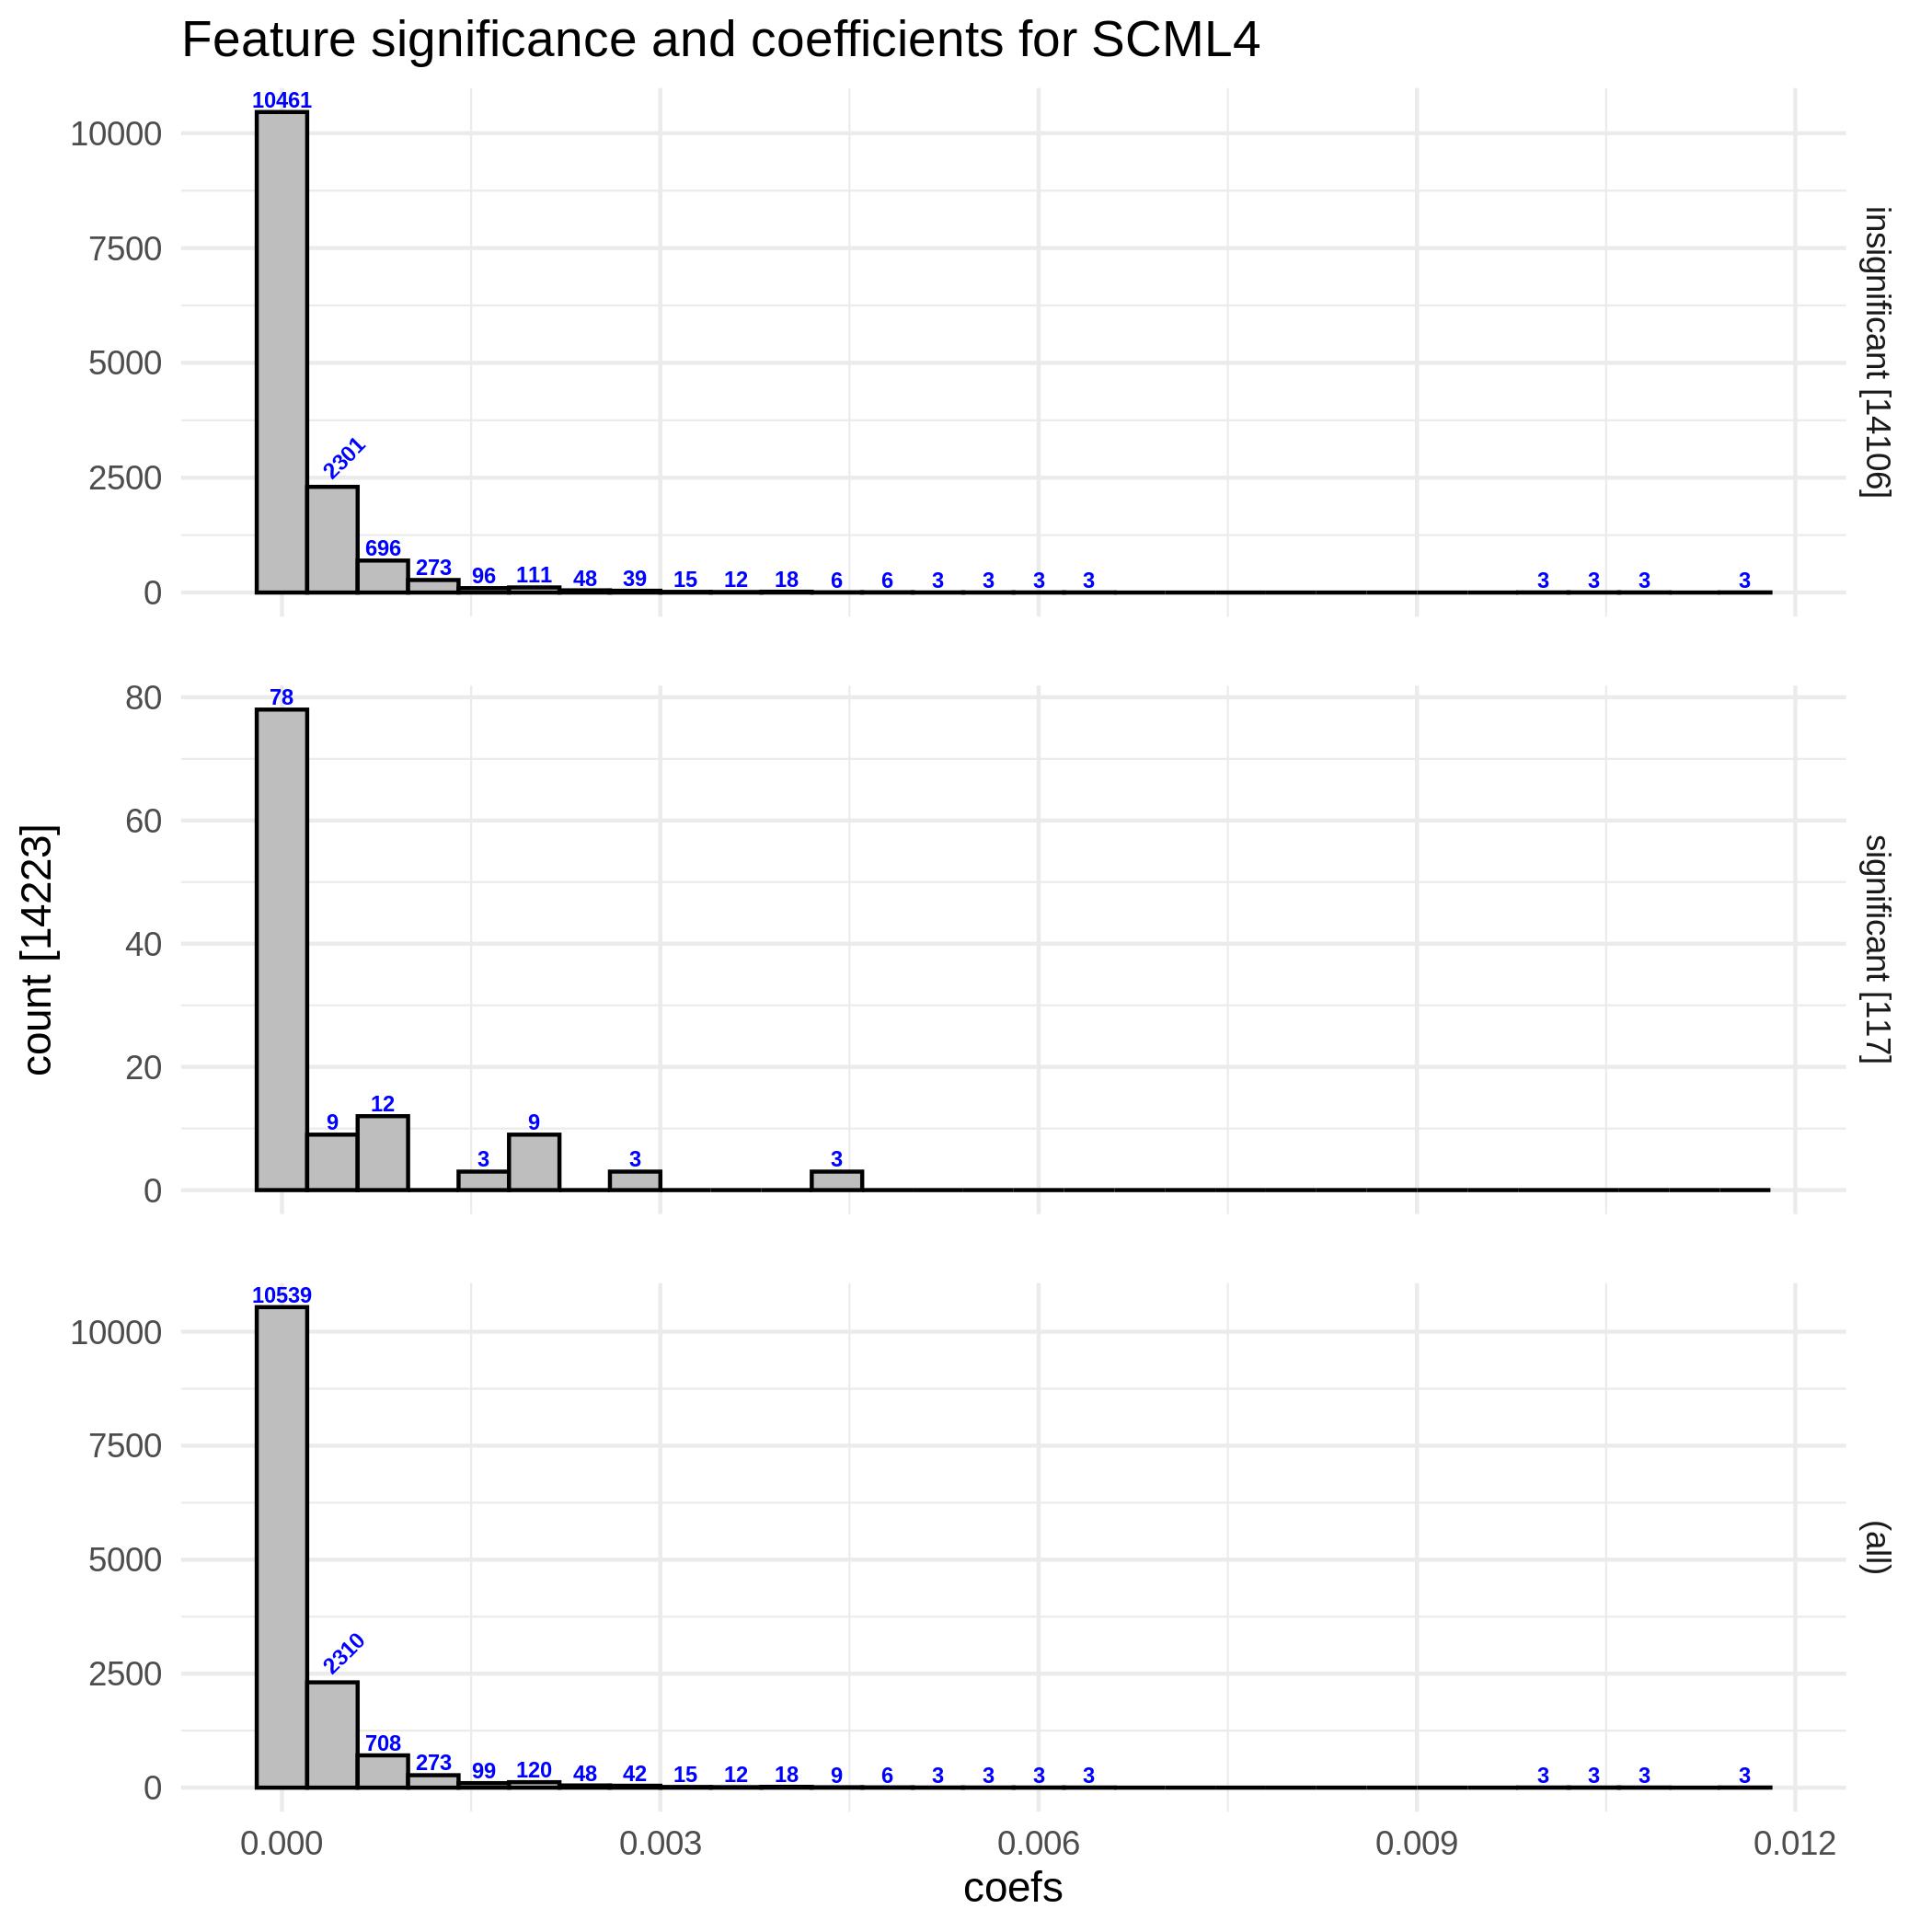 Feature significance and coefficients for SCML4
count [14223]
10000
7500
5000
2500
0
10461
2301
696 273 96 111 48 39 15 12 18 6 6 3 3 3 3 3 3 3 3
insignificant [14106]
80
60
40
20
0
78
9 12 3 9 3 3
significant [117]
10000
7500
5000
2500
0
10539
2310
708 273 99 120 48 42 15 12 18 9 6 3 3 3 3 3 3 3 3
(all)
0.000 0.003 0.006 0.009 0.012
coefs